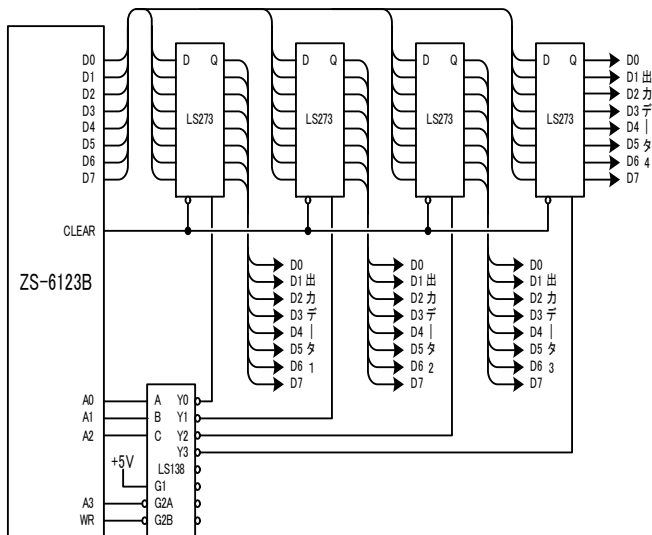 D0
D1
D2
D3
D4
D5
D6
D7
CLEAR
ZS-6123B
A0
A1
A2
A3
WR
D Q
LS273
D Q
LS273
D Q
LS273
D Q
LS273
D0
D1
D2
D3
D4
D5
D6
D7
出力データ 4
D0
D1
D2
D3
D4
D5
D6
D7
出力データ 1
D0
D1
D2
D3
D4
D5
D6
D7
出力データ 2
D0
D1
D2
D3
D4
D5
D6
D7
出力データ 3
+5V
A Y0
B Y1
C Y2
Y3
LS138
G1
G2A
G2B